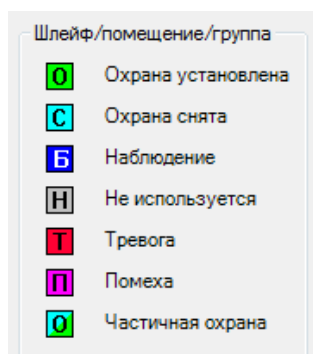 Шлейф/помещение/группа
О Охрана установлена
С Охрана снята
Б Наблюдение
Н Не используется
Т Тревога
П Помеха
О Частичная охрана